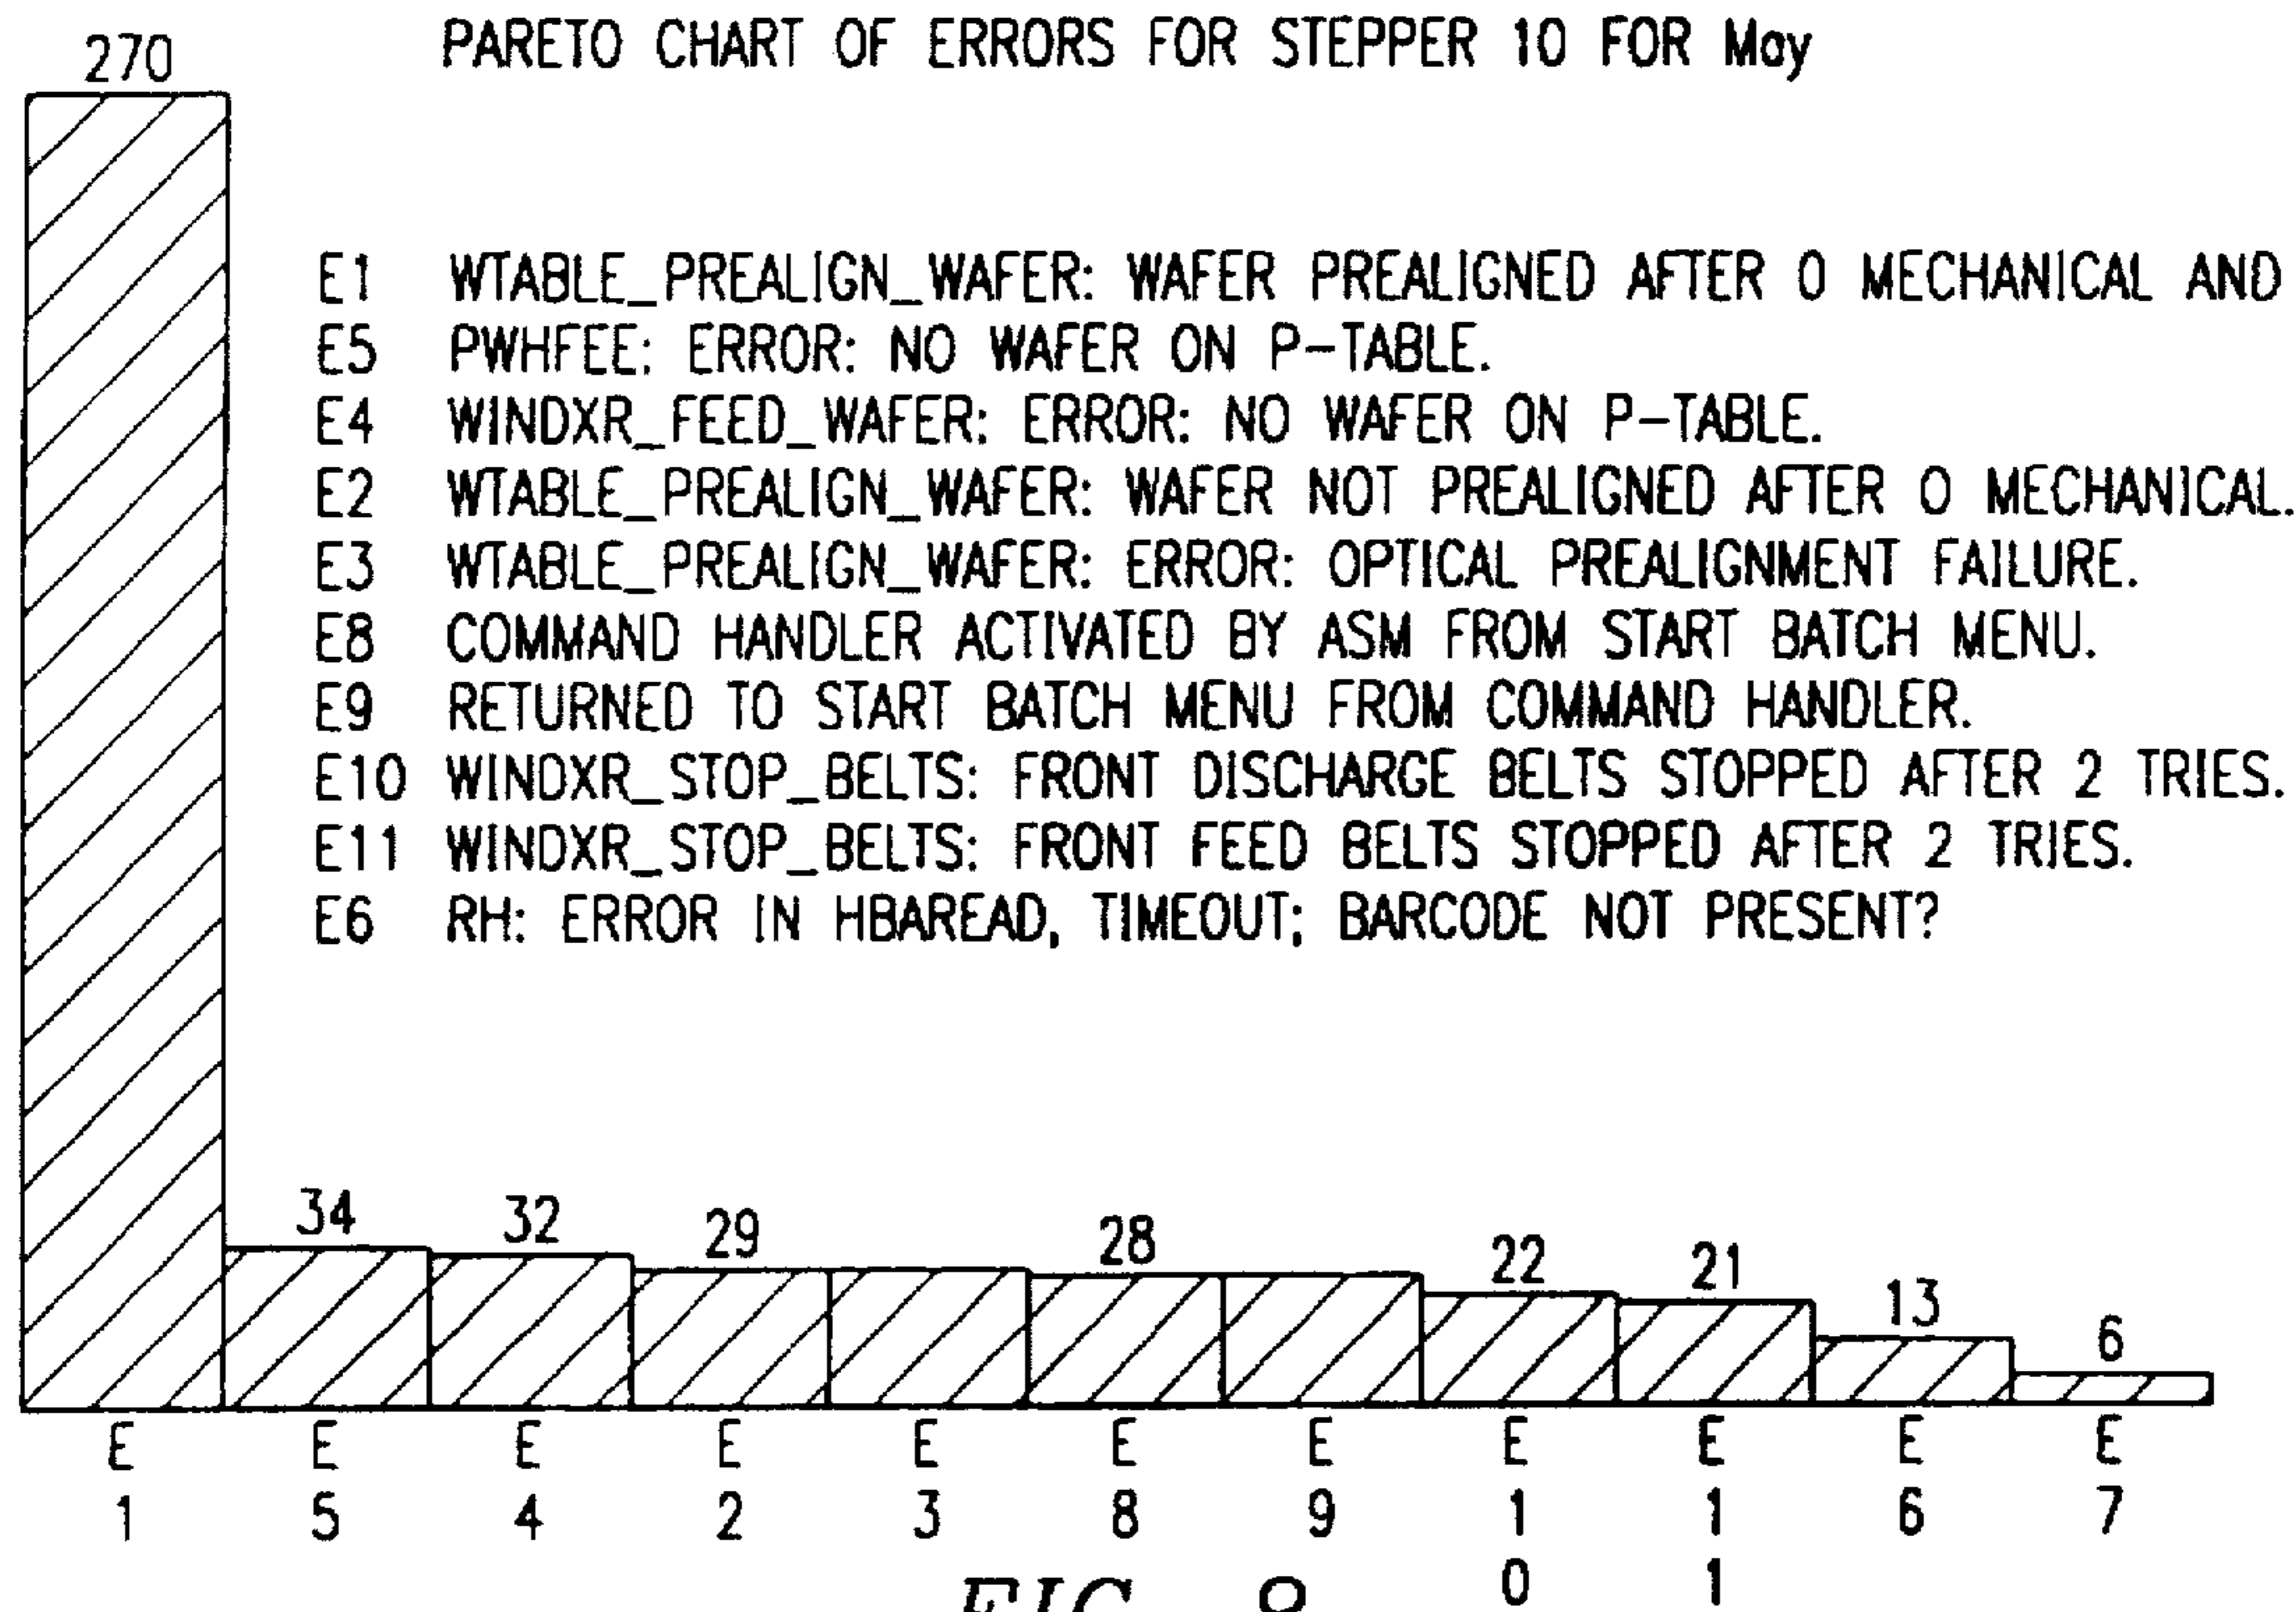 PARETO CHART OF ERRORS FOR STEPPER 10 FOR May
270
E1 WTABLE_PREALIGN_WAFER: WAFER PREALIGNED AFTER 0 MECHANICAL AND
E5 PWHFEE: ERROR: NO WAFER ON P-TABLE.
E4 WINDXR_FEED_WAFER: ERROR: NO WAFER ON P-TABLE.
E2 WTABLE_PREALIGN_WAFER: WAFER NOT PREALIGNED AFTER 0 MECHANICAL.
E3 WTABLE_PREALIGN_WAFER: ERROR: OPTICAL PREALIGNMENT FAILURE.
E8 COMMAND HANDLER ACTIVATED BY ASM FROM START BATCH MENU.
E9 RETURNED TO START BATCH MENU FROM COMMAND HANDLER.
E10 WINDXR_STOP_BELTS: FRONT DISCHARGE BELTS STOPPED AFTER 2 TRIES.
E11 WINDXR_STOP_BELTS: FRONT FEED BELTS STOPPED AFTER 2 TRIES.
E6 RH: ERROR IN HBAREAD, TIMEOUT; BARCODE NOT PRESENT?
34 32 29 28 22 21 13 6
E E E E E E E E E E E
1 5 4 2 3 8 9 1 1 6 7
0 1